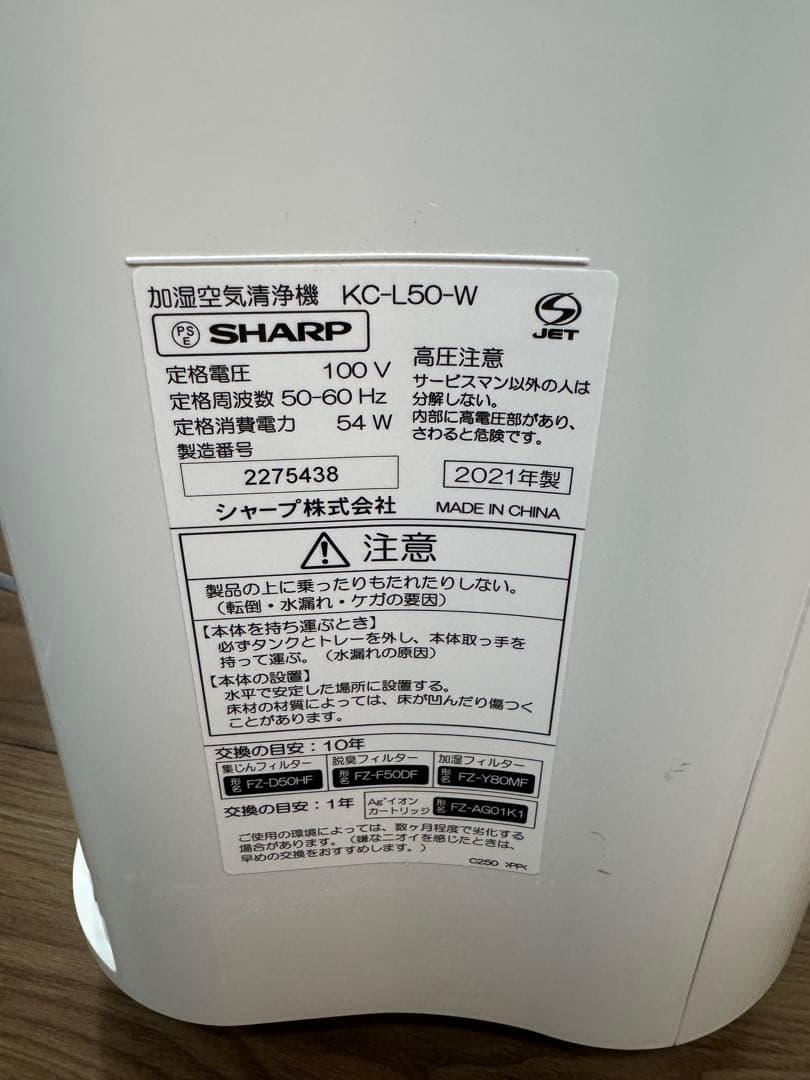 加湿空気清浄機 KC-L50-W
PSE SHARP
JET
定格電圧 100 V
定格周波数 50-60 Hz
定格消費電力 54 W
製造番号
2275438
高圧注意
サービスマン以外の人は
分解しない。
内部に高電圧部があり、
さわると危険です。
2021年製
シャープ株式会社 MADE IN CHINA
注意
製品の上に乗ったりもたれたりしない。
(転倒・水漏れ・ケガの要因)
【本体を持ち運ぶとき】
必ずタンクとトレーを外し、本体取っ手を
持って運ぶ。(水漏れの原因)
【本体の設置】
水平で安定した場所に設置する。
床材の材質によっては、床が凹んだり傷つく
ことがあります。
交換の目安:10年
集じんフィルター 形名 FZ-D50HF
脱臭フィルター 形名 FZ-F50DF
加湿フィルター 形名 FZ-Y80MF
交換の目安:1年 Ag⁺イオン
カートリッジ 形名 FZ-AG01K1
ご使用の環境によっては、数ヶ月程度で劣化する
場合があります。(嫌なニオイを感じたときは、
早めの交換をおすすめします。)
C250 >PP<